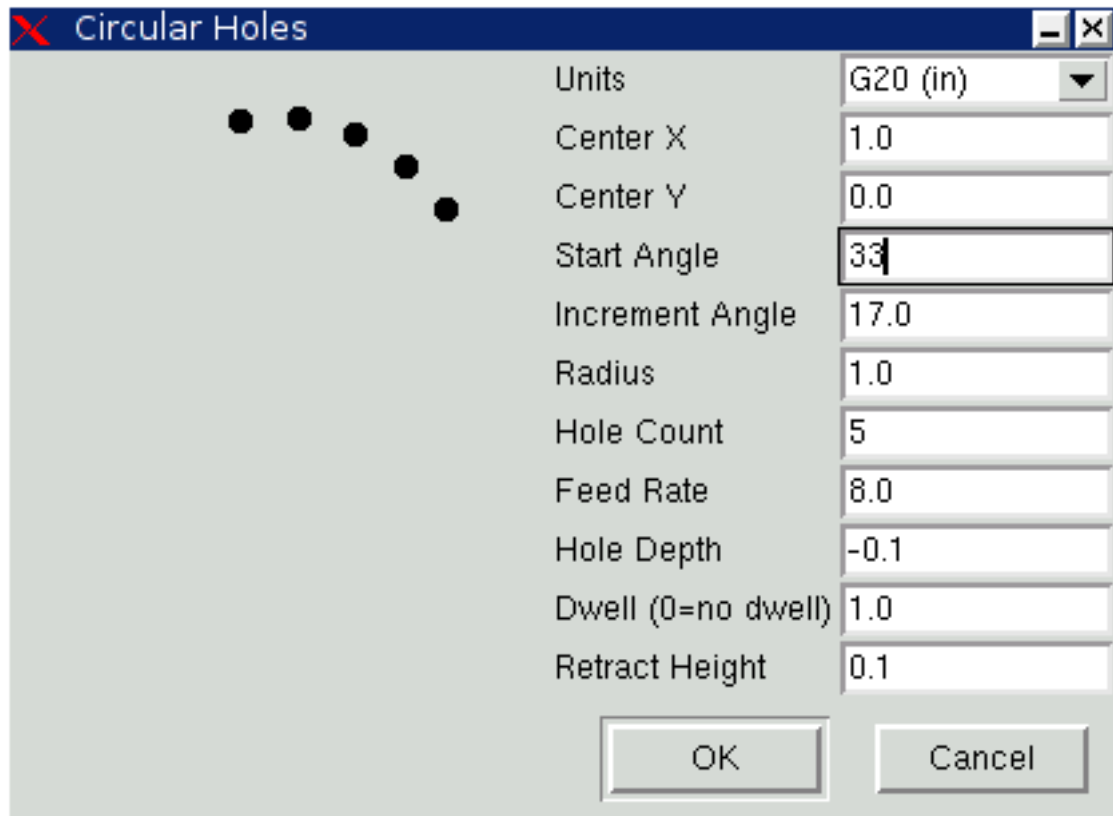 Circular Holes
Units G20 (in)
Center X 1.0
Center Y 0.0
Start Angle 33
Increment Angle 17.0
Radius 1.0
Hole Count 5
Feed Rate 8.0
Hole Depth -0.1
Dwell (0=no dwell) 1.0
Retract Height 0.1
OK Cancel